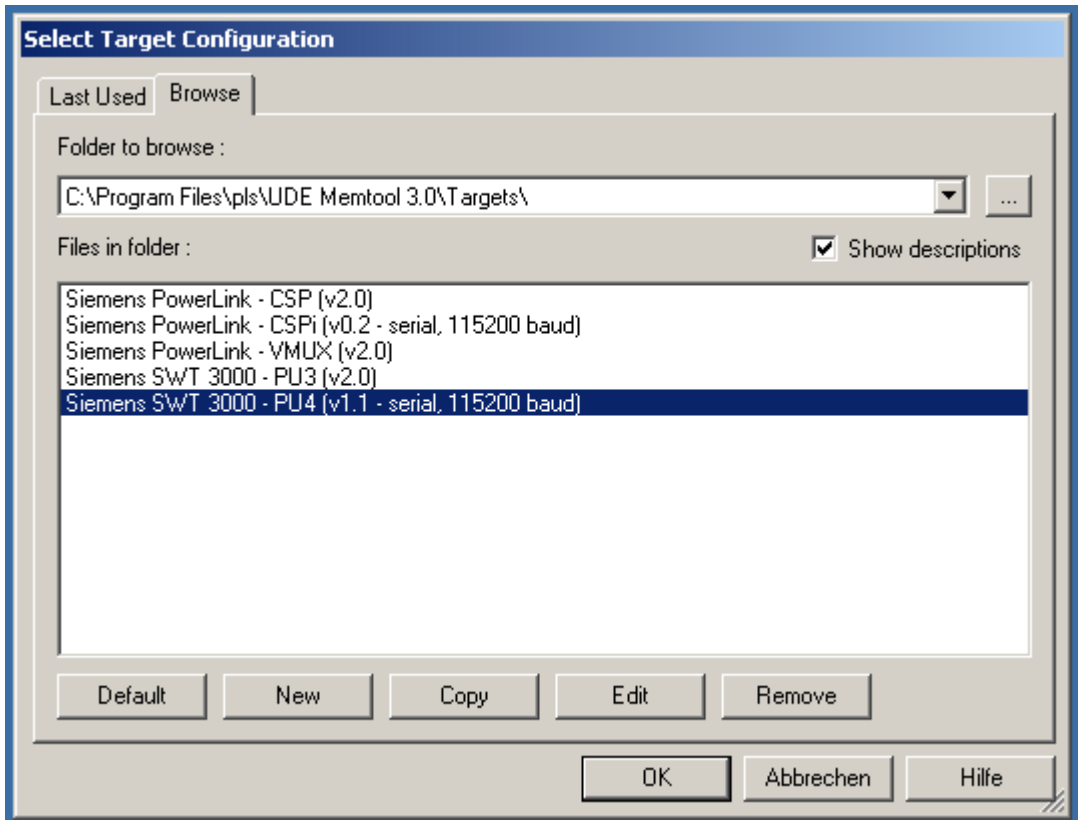 Select Target Configuration
Last Used Browse
Folder to browse :
C:\Program Files\pls\UDE Memtool 3.0\Targets\ ...
Files in folder : Show descriptions
Siemens PowerLink - CSP (v2.0)
Siemens PowerLink - CSPi (v0.2 - serial, 115200 baud)
Siemens PowerLink - VMUX (v2.0)
Siemens SWT 3000 - PU3 (v2.0)
Siemens SWT 3000 - PU4 (v1.1 - serial, 115200 baud)
Default New Copy Edit Remove
OK Abbrechen Hilfe